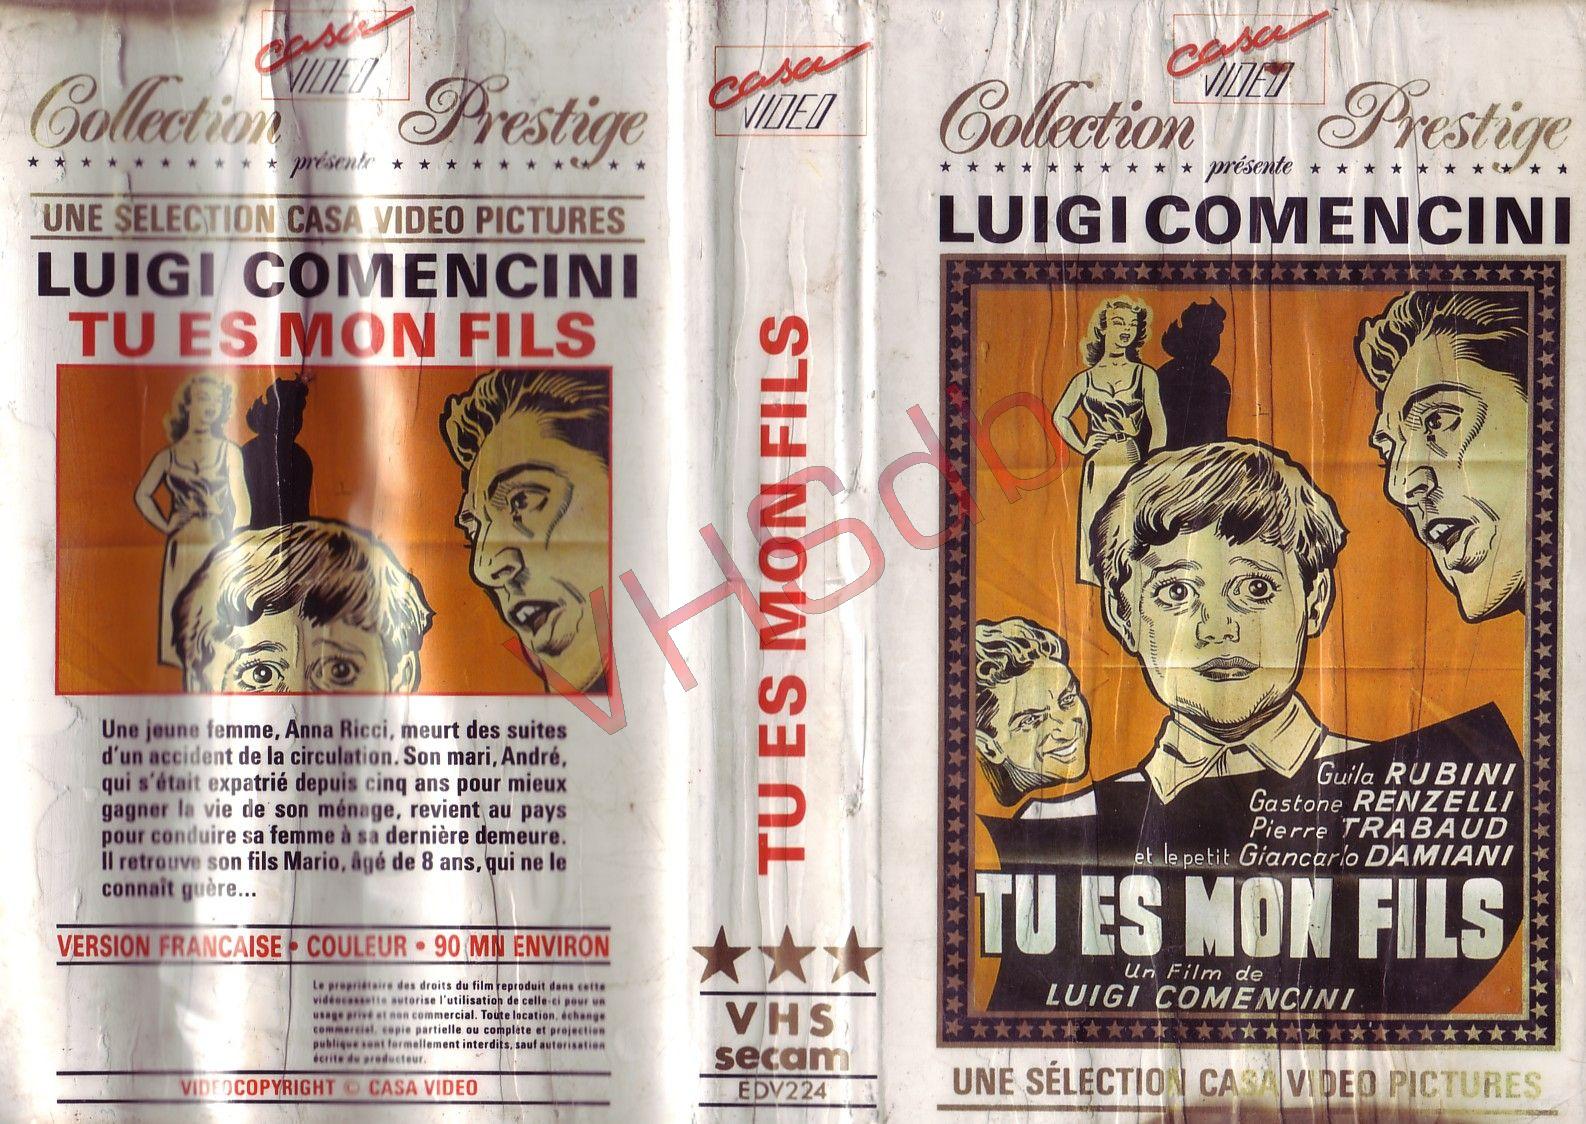 casa
VIDEO
Collection Prestige
présente
UNE SELECTION CASA VIDEO PICTURES
LUIGI COMENCINI
TU ES MON FILS
Une jeune femme, Anna Ricci, meurt des suites
d'un accident de la circulation. Son mari, André,
qui s'était expatrié depuis cinq ans pour mieux
gagner la vie de son ménage, revient au pays
pour conduire sa femme à sa dernière demeure.
Il retrouve son fils Mario, âgé de 8 ans, qui ne le
connaît guère...
VERSION FRANCAISE • COULEUR • 90 MN ENVIRON
Le propriétaire des droits du film reproduit dans cette
vidéocassette autorise l'utilisation de celle-ci pour un
usage privé et non commercial. Toute location, échange
commercial, copie partielle ou complète et projection
publique sont formellement interdits, sauf autorisation
écrite du producteur.
VIDEOCOPYRIGHT © CASA VIDEO
casa
VIDEO
TU ES MON FILS
VHS
secam
EDV224
VHSdb
casa
VIDEO
Collection Prestige
présente
LUIGI COMENCINI
Guila RUBINI
Gastone RENZELLI
Pierre TRABAUD
et le petit Giancarlo DAMIANI
TU ES MON FILS
Un Film de
LUIGI COMENCINI
UNE SÉLECTION CASA VIDEO PICTURES